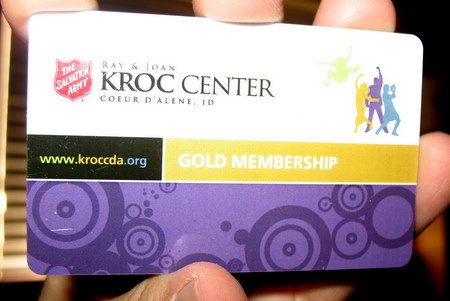 THE
SALVATION
ARMY
RAY & JOAN
KROC CENTER
COEUR D'ALENE, ID
www.kroccda.org
GOLD MEMBERSHIP